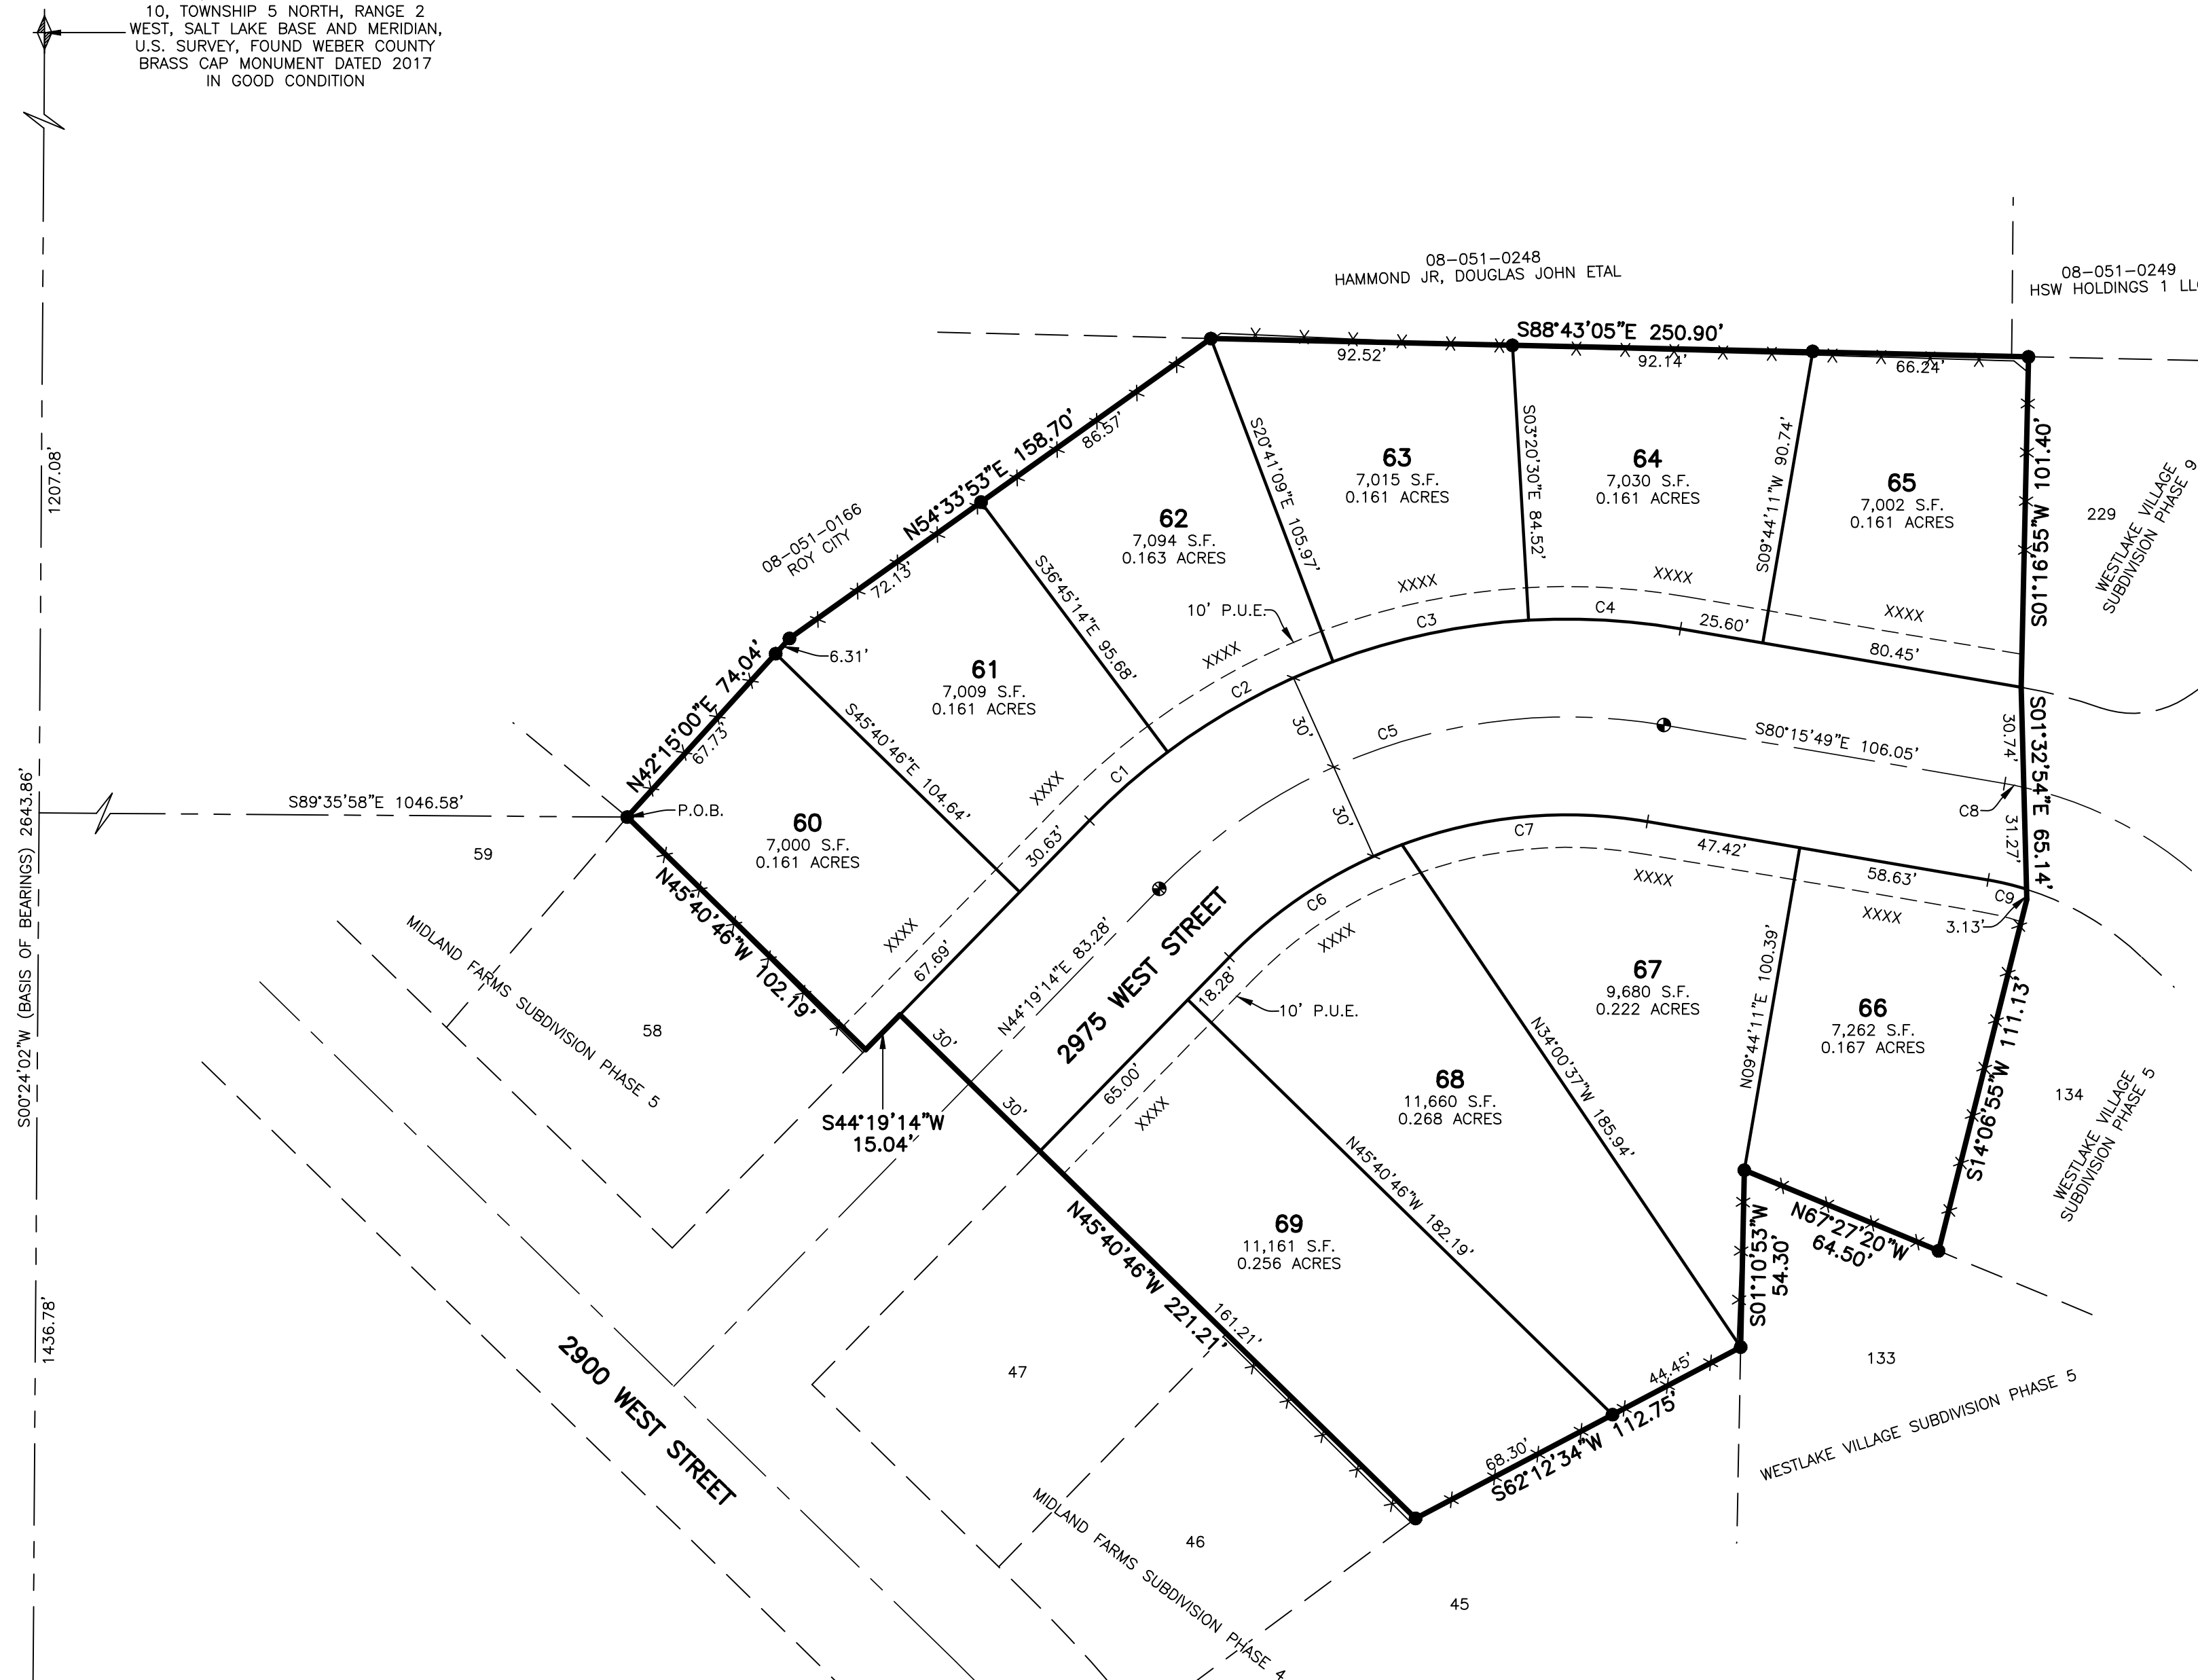 10, TOWNSHIP 5 NORTH, RANGE 2
WEST, SALT LAKE BASE AND MERIDIAN,
U.S. SURVEY, FOUND WEBER COUNTY
BRASS CAP MONUMENT DATED 2017
IN GOOD CONDITION
08-051-0248
HAMMOND JR, DOUGLAS JOHN ETAL
08-051-0249
HSW HOLDINGS 1
S88°43'05"E 250.90'
92.52'
92.14'
66.24'
N54°33'53"E 158.70'
86.57'
72.13'
08-051-0166
ROY CITY
N42°15'00"E 74.04'
67.73'
6.31'
S01°19'55"W 101.40'
229
WESTLAKE VILLAGE
SUBDIVISION PHASE 9
63
7,015 S.F.
0.161 ACRES
64
7,030 S.F.
0.161 ACRES
65
7,002 S.F.
0.161 ACRES
62
7,094 S.F.
0.163 ACRES
61
7,009 S.F.
0.161 ACRES
60
7,000 S.F.
0.161 ACRES
S20°41'09"E 105.97'
S03°20'30"E 84.52'
S09°44'11"W 90.74'
S36°45'14"E 95.68'
S45°40'46"E 104.64'
10' P.U.E.
XXXX
XXXX
XXXX
XXXX
XXXX
XXXX
C1
C2
C3
C4
25.60'
80.45'
30.63'
67.69'
30'
30'
C5
S80°15'49"E 106.05'
C8
30.74'
31.27'
S01°32'54"E 65.14'
1207.08'
S00°24'02"W (BASIS OF BEARINGS) 2643.86'
1436.78'
S89°35'58"E 1046.58'
P.O.B.
59
58
MIDLAND FARMS SUBDIVISION PHASE 5
N45°40'46"W 102.19'
S44°19'14"W
15.04'
30'
30'
N44°19'14"E 83.28'
2975 WEST STREET
C6
C7
47.42'
58.63'
C9
3.13'
XXXX
XXXX
XXXX
XXXX
18.28'
65.00'
10' P.U.E.
67
9,680 S.F.
0.222 ACRES
66
7,262 S.F.
0.167 ACRES
68
11,660 S.F.
0.268 ACRES
69
11,161 S.F.
0.256 ACRES
N09°44'11"E 100.39'
N34°00'37"W 185.94'
N45°40'46"W 182.19'
S14°06'55"W 111.13'
134
WESTLAKE VILLAGE
SUBDIVISION PHASE 5
N67°27'20"W
64.50'
S01°10'53"W
54.30'
133
WESTLAKE VILLAGE SUBDIVISION PHASE 5
44.45'
68.30'
S62°12'34"W 112.75'
N45°40'46"W 221.21'
161.21'
2900 WEST STREET
47
46
45
MIDLAND FARMS SUBDIVISION PHASE 4